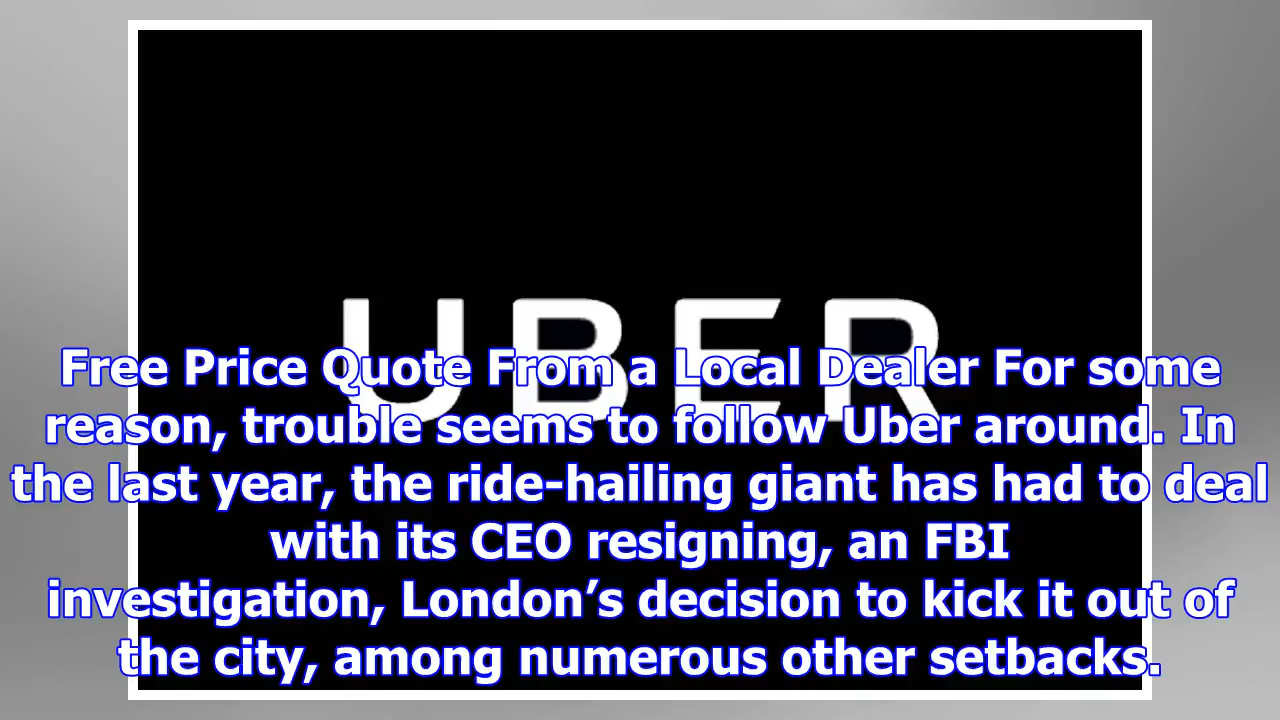 UBER
Free Price Quote From a Local Dealer For some
reason, trouble seems to follow Uber around. In
the last year, the ride-hailing giant has had to deal
with its CEO resigning, an FBI
investigation, London’s decision to kick it out of
the city, among numerous other setbacks.